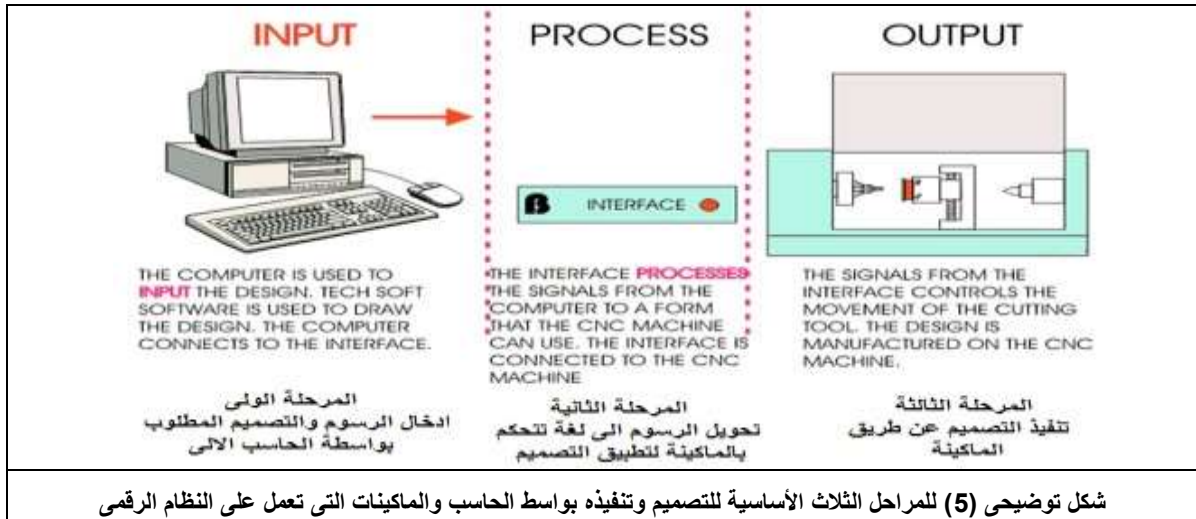 INPUT
PROCESS
OUTPUT
ß INTERFACE
THE COMPUTER IS USED TO
INPUT THE DESIGN. TECH SOFT
SOFTWARE IS USED TO DRAW
THE DESIGN. THE COMPUTER
CONNECTS TO THE INTERFACE.
THE INTERFACE PROCESSES
THE SIGNALS FROM THE
COMPUTER TO A FORM
THAT THE CNC MACHINE
CAN USE. THE INTERFACE IS
CONNECTED TO THE CNC
MACHINE
THE SIGNALS FROM THE
INTERFACE CONTROLS THE
MOVEMENT OF THE CUTTING
TOOL. THE DESIGN IS
MANUFACTURED ON THE CNC
MACHINE.
المرحلة الولى
ادخال الرسوم والتصميم المطلوب
بواسطة الحاسب الالى
المرحلة الثانية
تحويل الرسوم الى لغة تتحكم
بالماكينة لتطبيق التصميم
المرحلة الثالثة
تنفيذ التصميم عن طريق
الماكينة
شكل توضيحى (5) للمراحل الثلاث الأساسية للتصميم وتنفيذه بواسط الحاسب والماكينات التى تعمل على النظام الرقمى